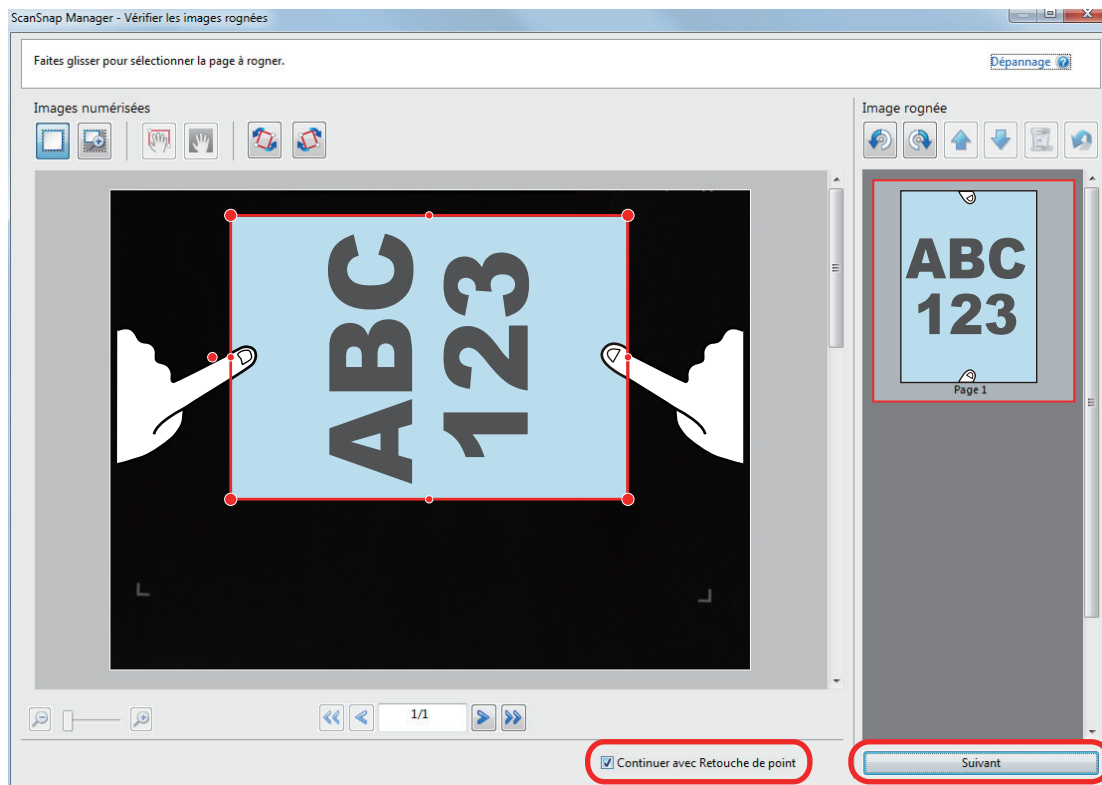 ScanSnap Manager - Vérifier les images rognées
Faites glisser pour sélectionner la page à rogner.
Dépannage
Images numérisées
Image rognée
ABC
123
ABC
123
Page 1
1/1
Continuer avec Retouche de point
Suivant